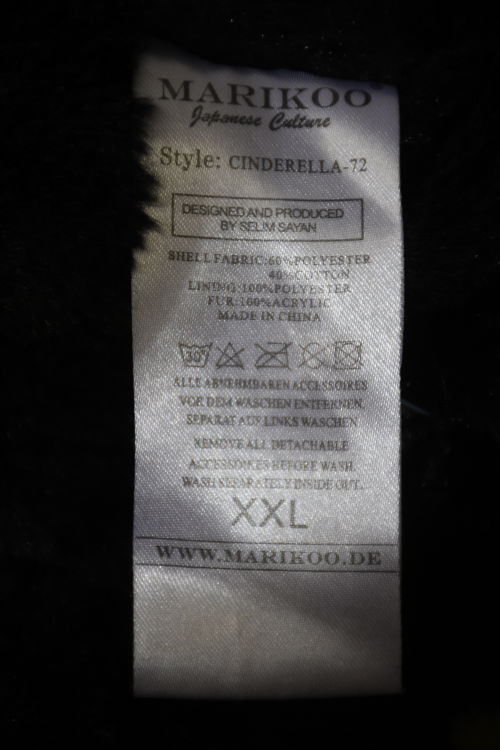 MARIKOO
Japanese Culture
Style: CINDERELLA-72
DESIGNED AND PRODUCED
BY SELIM SAYAN
SHELL FABRIC:60%POLYESTER
40%COTTON
LINING:100%POLYESTER
FUR:100%ACRYLIC
MADE IN CHINA
30°
ALLE ABNEHMBAREN ACCESSOIRES
VOR DEM WASCHEN ENTFERNEN.
SEPARAT AUF LINKS WASCHEN
REMOVE ALL DETACHABLE
ACCESSOIRES BEFORE WASH.
WASH SEPARATELY INSIDE OUT.
XXL
WWW.MARIKOO.DE